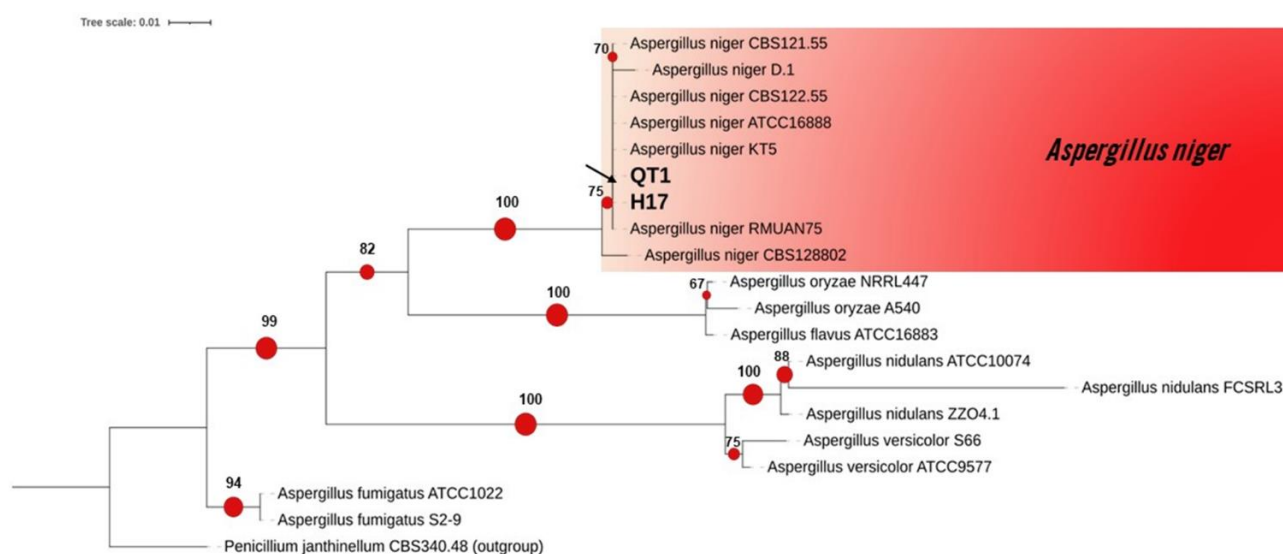 Tree scale: 0.01
70
Aspergillus niger CBS121.55
Aspergillus niger D.1
Aspergillus niger CBS122.55
Aspergillus niger ATCC16888
Aspergillus niger KT5
Aspergillus niger
QT1
75
H17
100
Aspergillus niger RMUAN75
82
Aspergillus niger CBS128802
67
Aspergillus oryzae NRRL447
100
Aspergillus oryzae A540
99
Aspergillus flavus ATCC16883
88
Aspergillus nidulans ATCC10074
100
Aspergillus nidulans FCSRL3
100
Aspergillus nidulans ZZO4.1
75
Aspergillus versicolor S66
Aspergillus versicolor ATCC9577
94
Aspergillus fumigatus ATCC1022
Aspergillus fumigatus S2-9
Penicillium janthinellum CBS340.48 (outgroup)